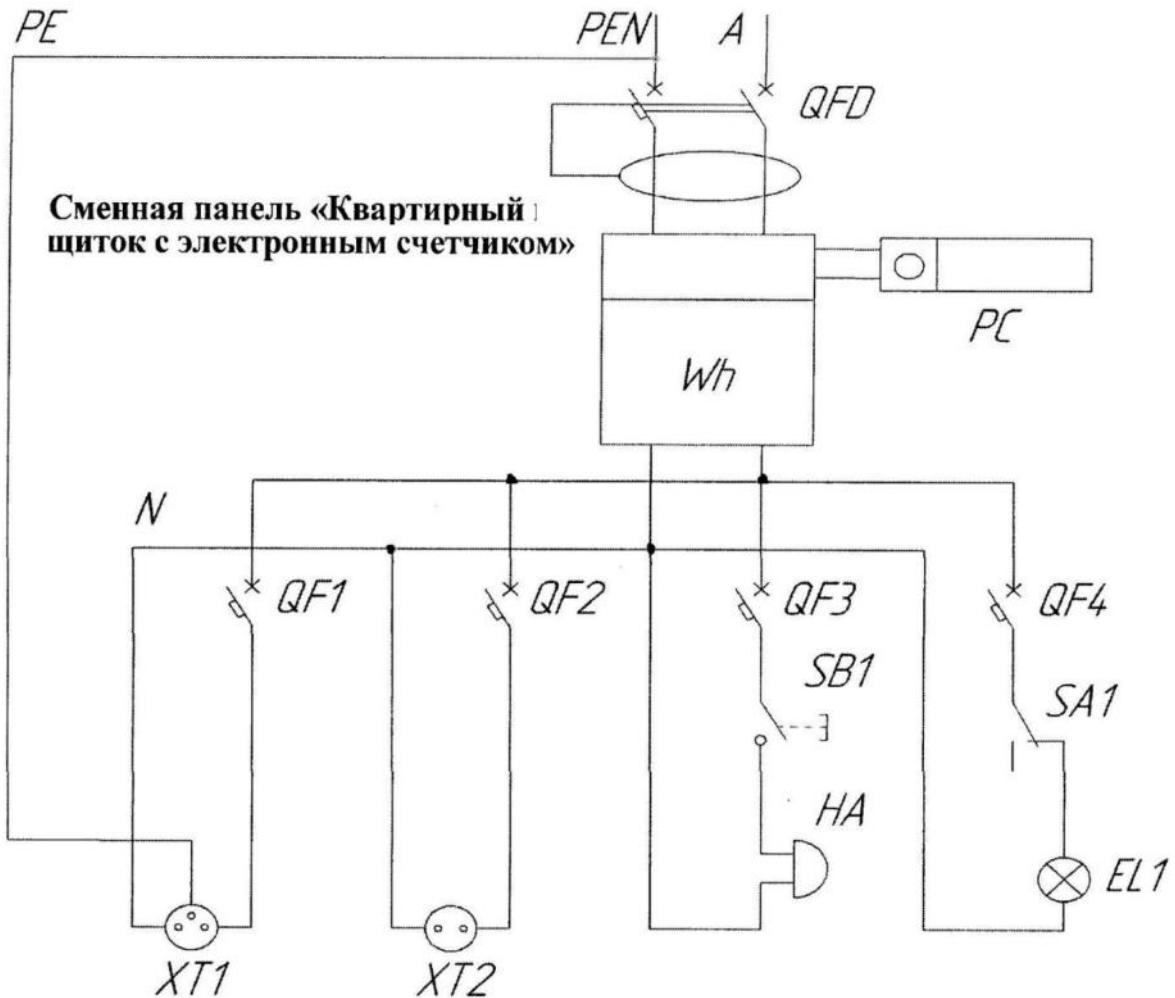 PE
PEN
A
QFD
Сменная панель «Квартирный
щиток с электронным счетчиком»
PC
Wh
N
QF1
QF2
QF3
QF4
SB1
SA1
HA
EL1
XT1
XT2